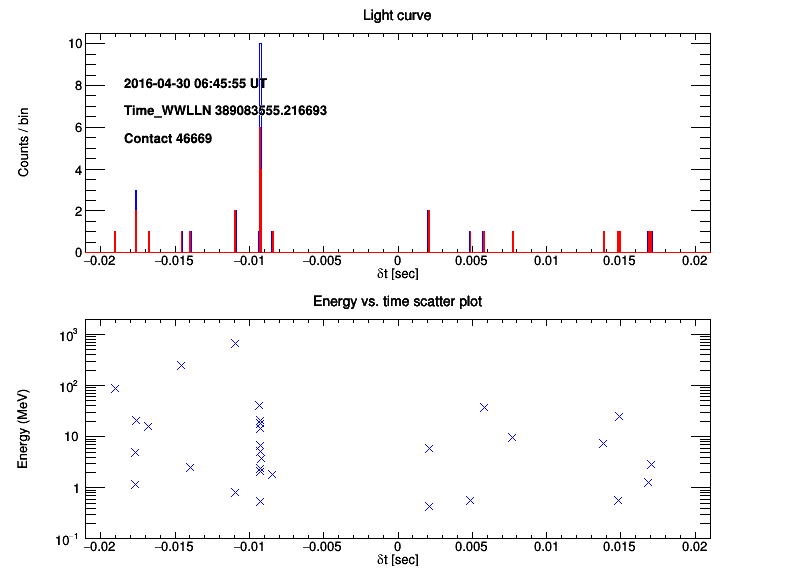 Light curve
10
8
6
4
2
0
Counts / bin
2016-04-30 06:45:55 UT
Time_WWLLN 389083555.216693
Contact 46669
−0.02 −0.015 −0.01 −0.005 0 0.005 0.01 0.015 0.02
δt [sec]
Energy vs. time scatter plot
10³
10²
10
1
10⁻¹
Energy (MeV)
−0.02 −0.015 −0.01 −0.005 0 0.005 0.01 0.015 0.02
δt [sec]